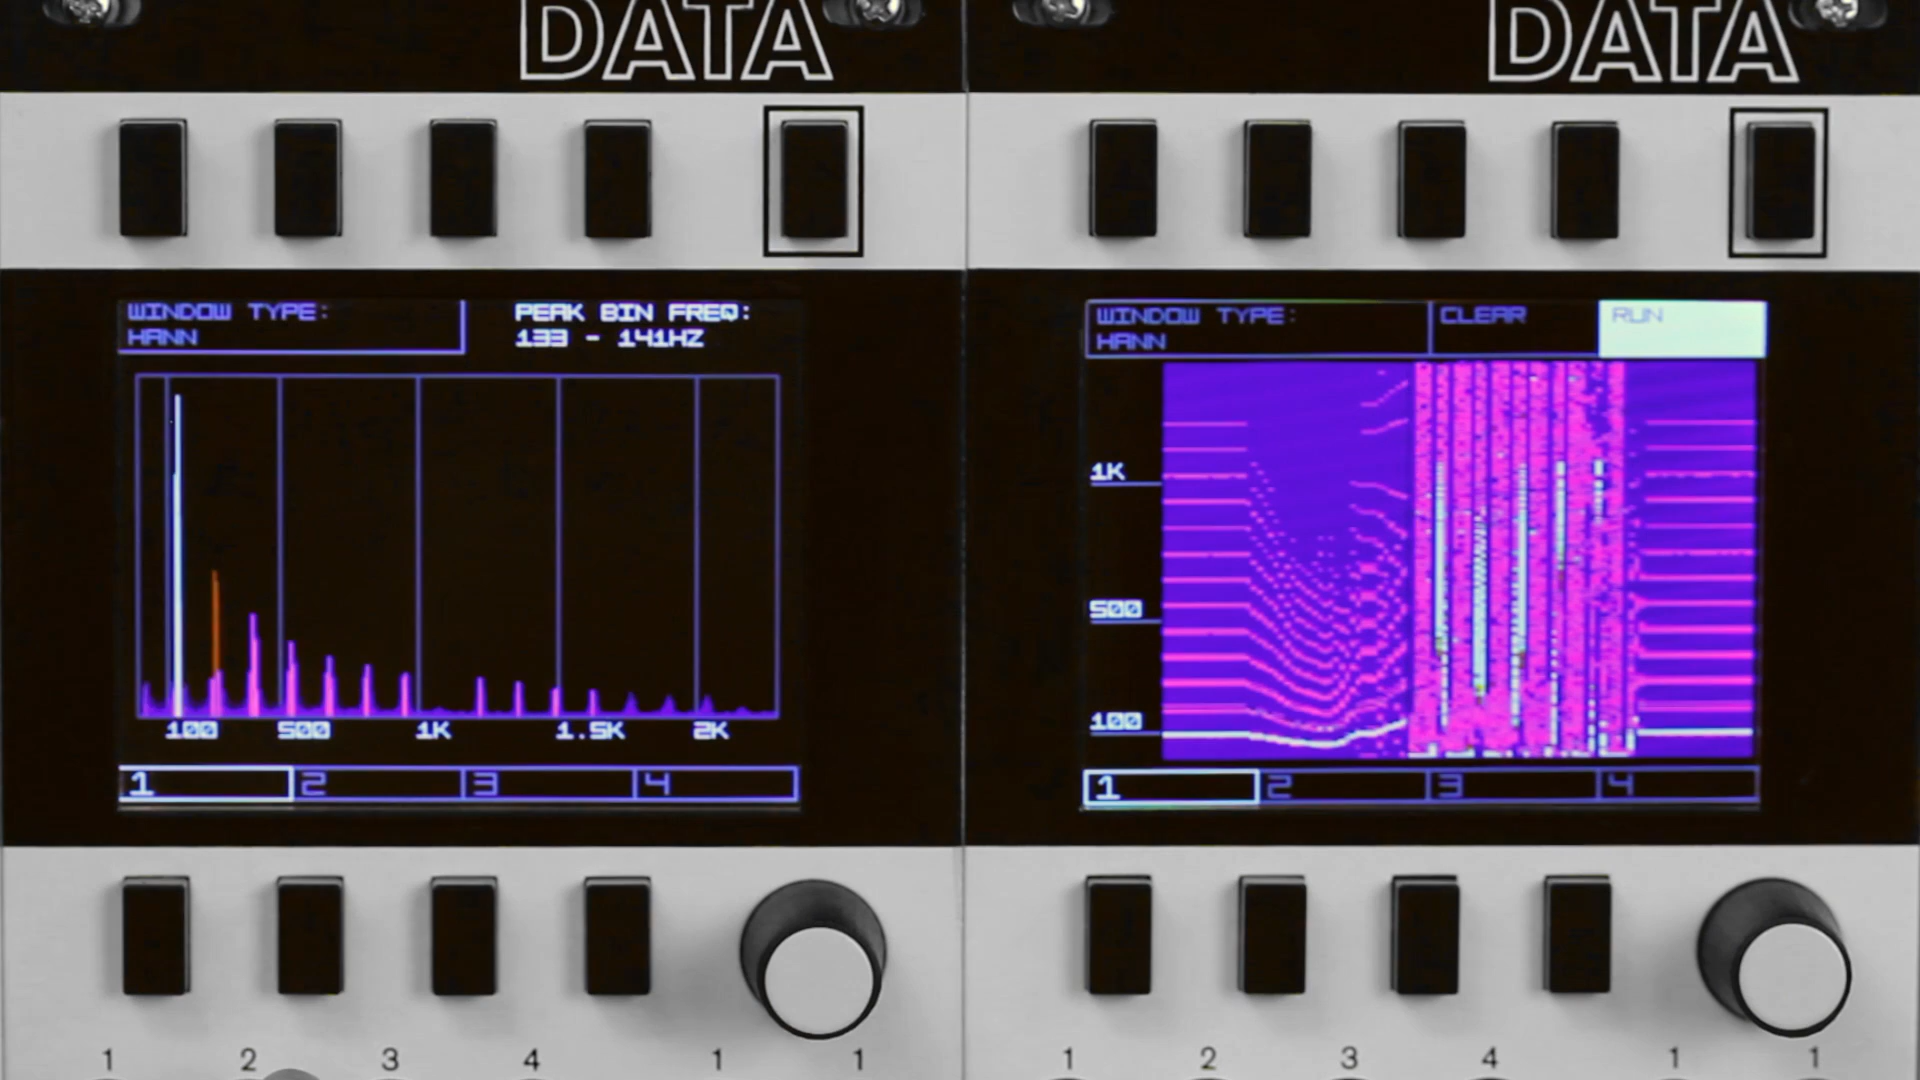 DATA
DATA
WINDOW TYPE:
HANN
PEAK BIN FREQ:
133 - 141HZ
100 500 1K 1.5K 2K
1 2 3 4
WINDOW TYPE:
HANN
CLEAR
RUN
1K
500
100
1 2 3 4
1 2 3 4 1 1
1 2 3 4 1 1